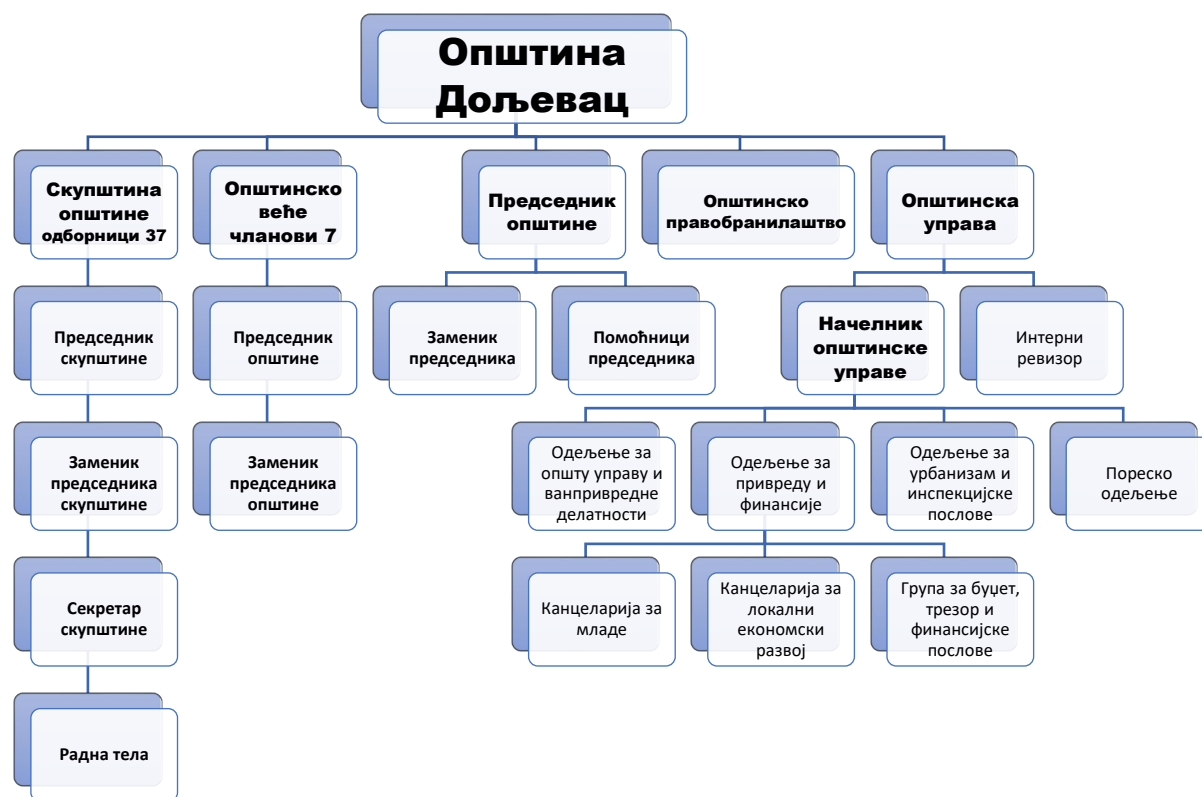 Општина
Дољевац
Скупштина
општине
одборници 37
Општинско
веће
чланови 7
Председник
општине
Општинско
правобранилаштво
Општинска
управа
Председник
скупштине
Председник
општине
Заменик
председника
Помоћници
председника
Начелник
општинске
управе
Интерни
ревизор
Заменик
председника
скупштине
Заменик
председника
општине
Одељење за
општу управу и
ванпривредне
делатности
Одељење за
привреду и
финансије
Одељење за
урбанизам и
инспекцијске
послове
Пореско
одељење
Секретар
скупштине
Канцеларија за
младе
Канцеларија за
локални
економски
развој
Група за буџет,
трезор и
финансијске
послове
Радна тела